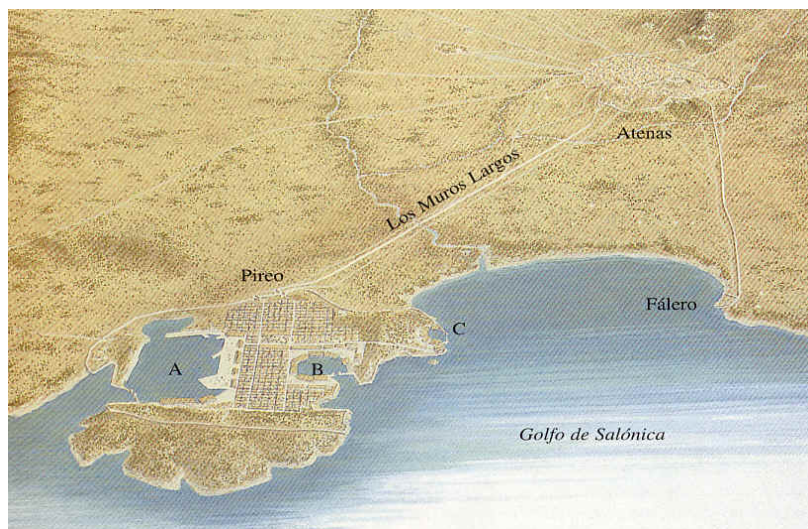 Atenas
Los Muros Largos
Pireo
Fálero
C
A
B
Golfo de Salónica